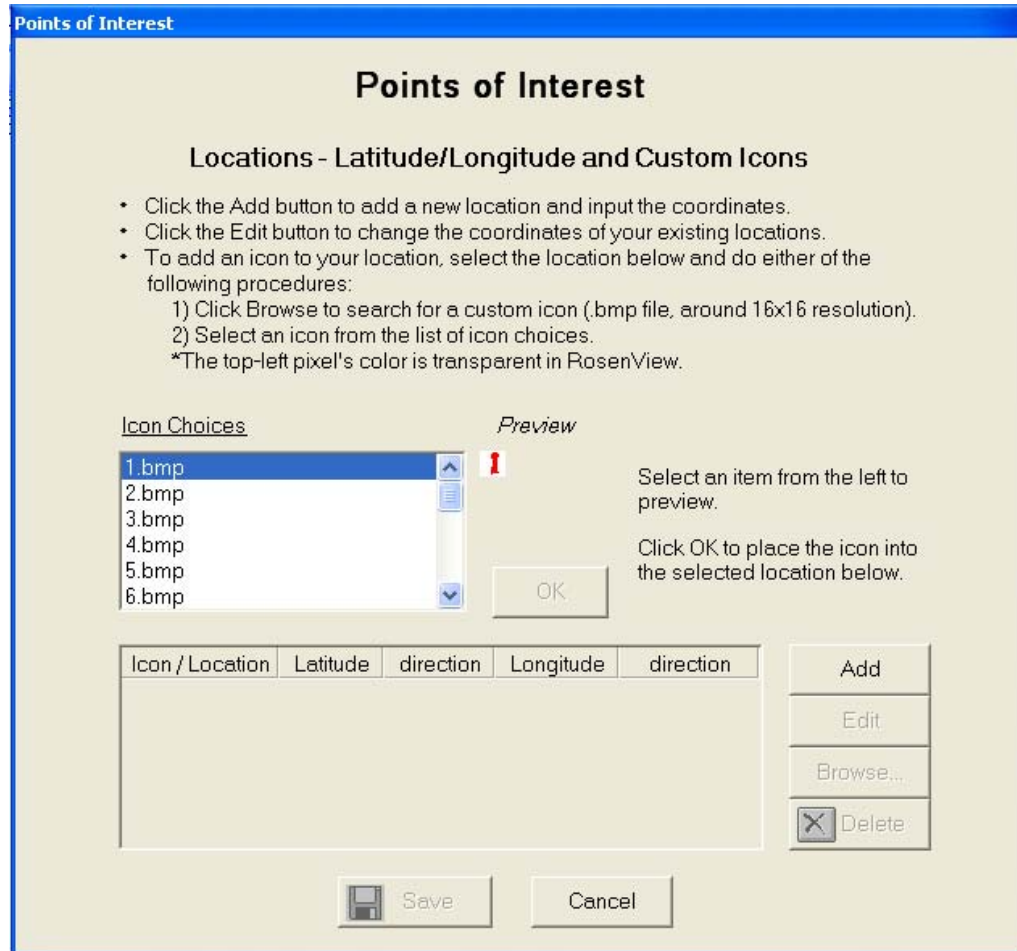 Points of Interest
Points of Interest
Locations - Latitude/Longitude and Custom Icons
• Click the Add button to add a new location and input the coordinates.
• Click the Edit button to change the coordinates of your existing locations.
• To add an icon to your location, select the location below and do either of the
following procedures:
1) Click Browse to search for a custom icon (.bmp file, around 16x16 resolution).
2) Select an icon from the list of icon choices.
*The top-left pixel's color is transparent in RosenView.
Icon Choices
Preview
1.bmp
2.bmp
3.bmp
4.bmp
5.bmp
6.bmp
Select an item from the left to
preview.
Click OK to place the icon into
the selected location below.
OK
Icon / Location Latitude direction Longitude direction
Add
Edit
Browse...
Delete
Save
Cancel